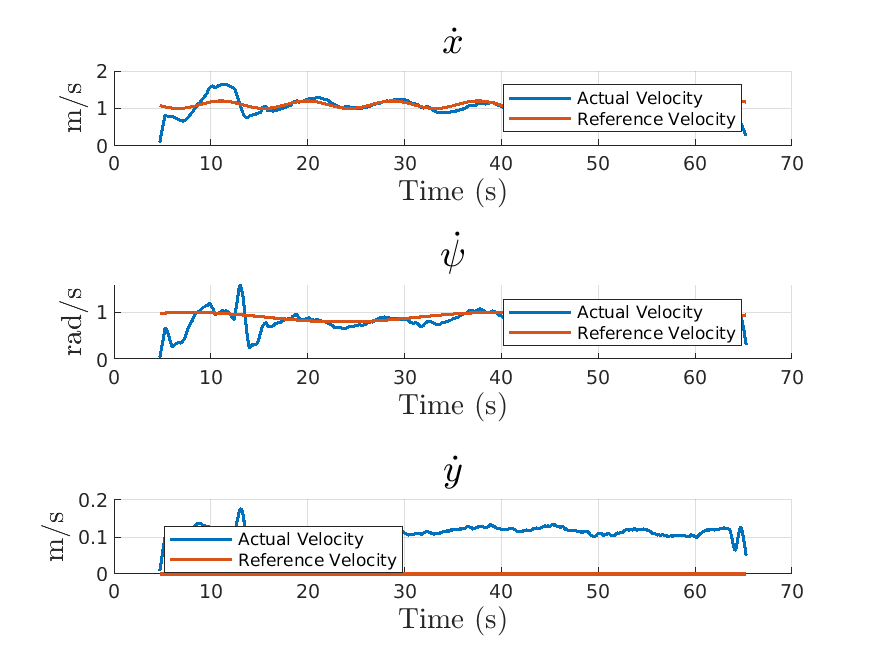 ẋ
2
1
0
m/s
Actual Velocity
Reference Velocity
0 10 20 30 40 50 60 70
Time (s)
ψ̇
1
0
rad/s
Actual Velocity
Reference Velocity
0 10 20 30 40 50 60 70
Time (s)
ẏ
0.2
0.1
0
m/s
Actual Velocity
Reference Velocity
0 10 20 30 40 50 60 70
Time (s)